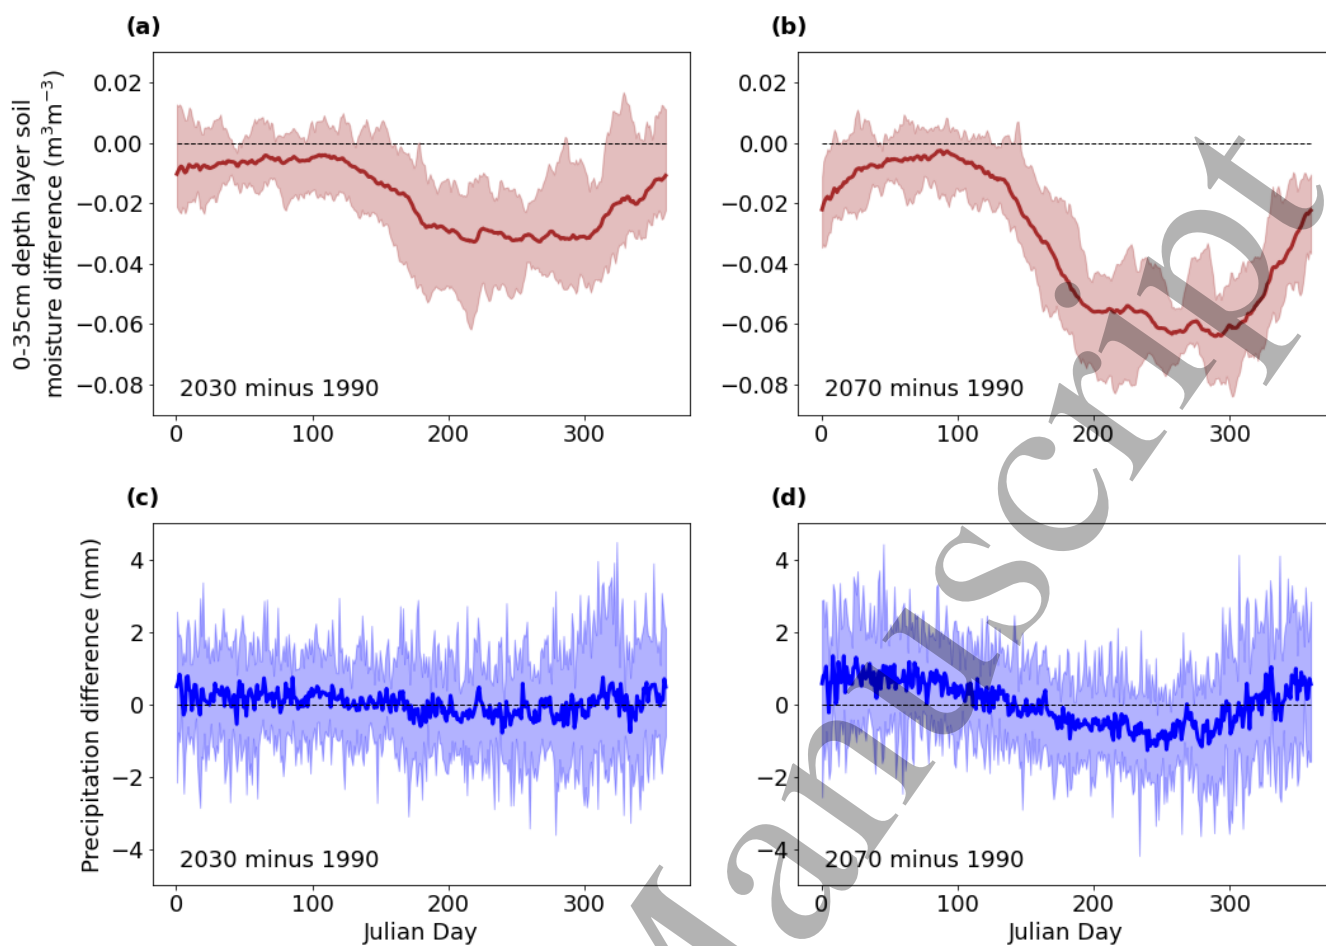 (a)
(b)
0-35cm depth layer soil
moisture difference (m³m⁻³)
0.02
0.00
−0.02
−0.04
−0.06
−0.08
2030 minus 1990
0
100
200
300
0.02
0.00
−0.02
−0.04
−0.06
−0.08
2070 minus 1990
0
100
200
300
(c)
(d)
Precipitation difference (mm)
4
2
0
−2
−4
2030 minus 1990
0
100
200
300
Julian Day
4
2
0
−2
−4
2070 minus 1990
0
100
200
300
Julian Day
Manuscript